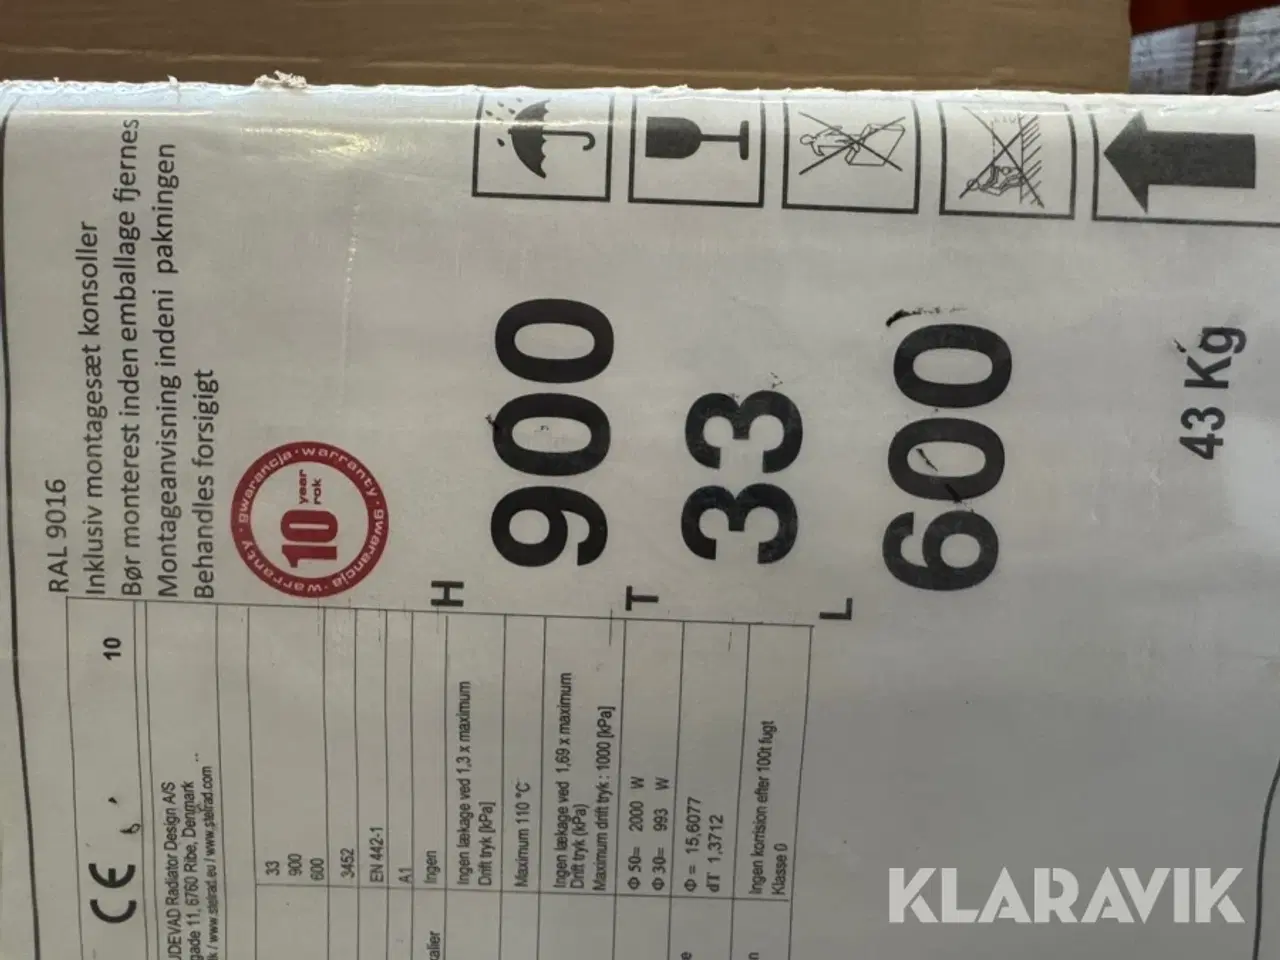 RAL 9016
Inklusiv montagesæt konsoller
Bør monterest inden emballage fjernes
Montageanvisning indeni pakningen
Behandles forsigigt
gwarancja · warranty · gwarancja · warranty
10 year
rok
H 900
T 33
L 600
43 Kg
CE 10
UDEVAD Radiator Design A/S
gade 11, 6760 Ribe, Denmark
/ www.stelrad.eu / www.stelrad.com
33
900
600
3452
EN 442-1
A1
Ingen
Ingen lækage ved 1,3 x maximum
Drift tryk [kPa]
Maximum 110 °C
Ingen lækage ved 1,69 x maximum
Drift tryk (kPa)
Maximum drift tryk : 1000 [kPa]
Φ 50= 2000 W
Φ 30= 993 W
Φ = 15,6077
dT 1,3712
Ingen korrision efter 100t fugt
Klasse 0
KLARAVIK